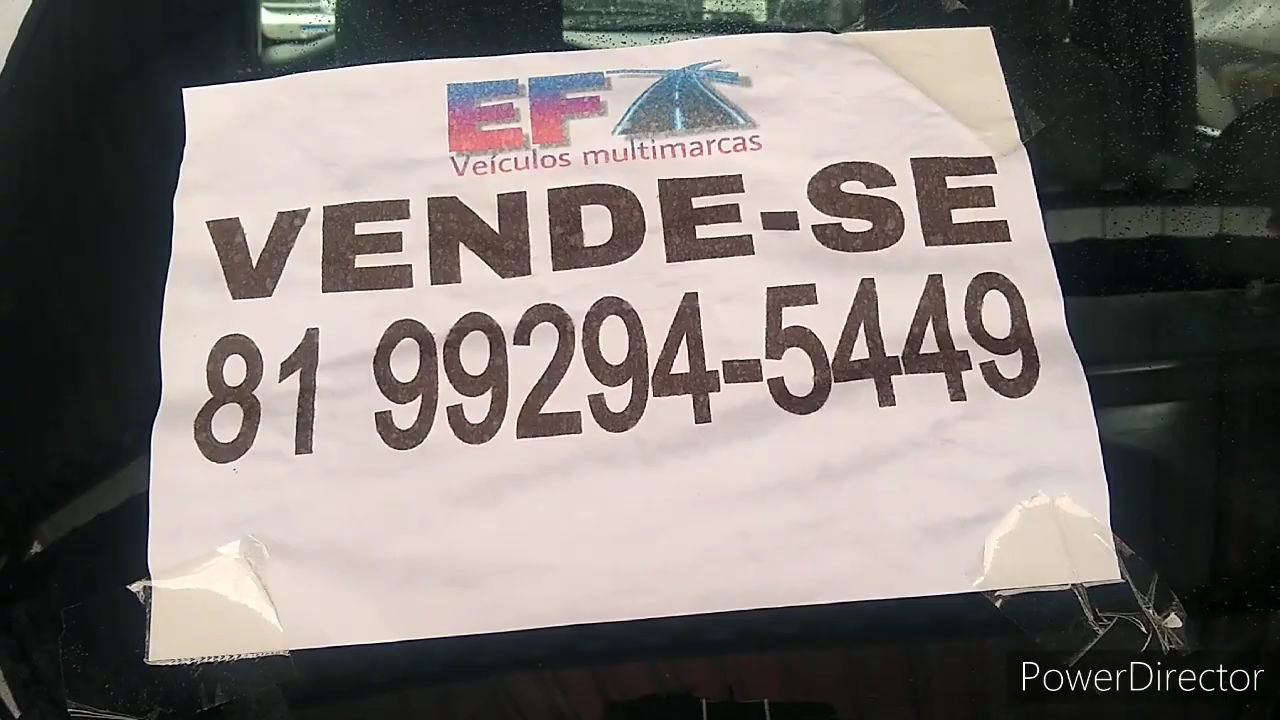 EF
Veículos multimarcas
VENDE-SE
81 99294-5449
PowerDirector